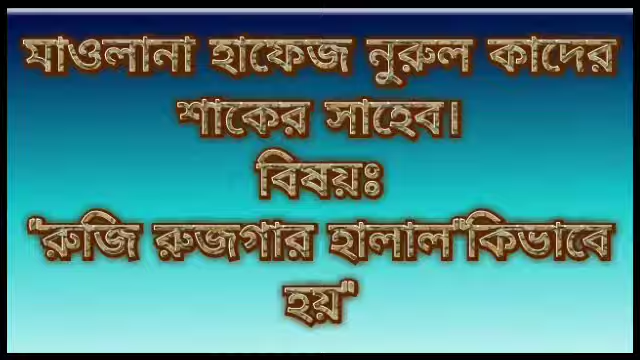 মাওলানা হাফেজ নুরুল কাদের
শাকের সাহেব।
বিষয়ঃ
"রুজি রুজগার হালাল"কিভাবে
হয়"